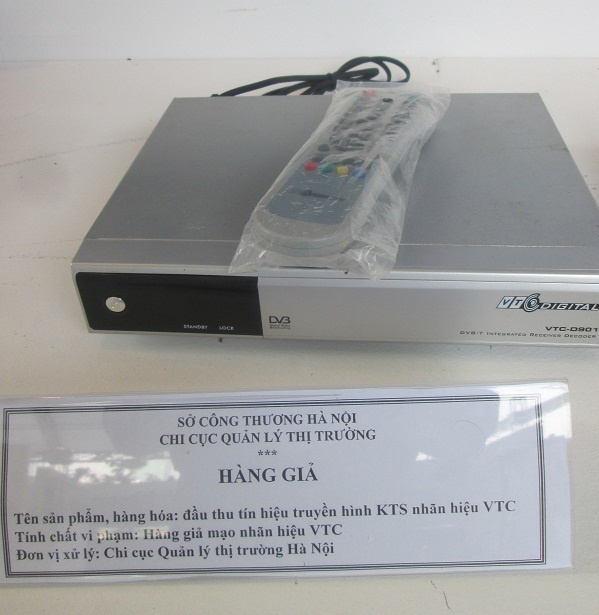 VTC DIGITAL
VTC-D901
DVB-T INTEGRATED RECEIVER DECODER
STANDBY LOCK
DVB
SỞ CÔNG THƯƠNG HÀ NỘI
CHI CỤC QUẢN LÝ THỊ TRƯỜNG
***
HÀNG GIẢ
Tên sản phẩm, hàng hóa: đầu thu tín hiệu truyền hình KTS nhãn hiệu VTC
Tính chất vi phạm: Hàng giả mạo nhãn hiệu VTC
Đơn vị xử lý: Chi cục Quản lý thị trường Hà Nội